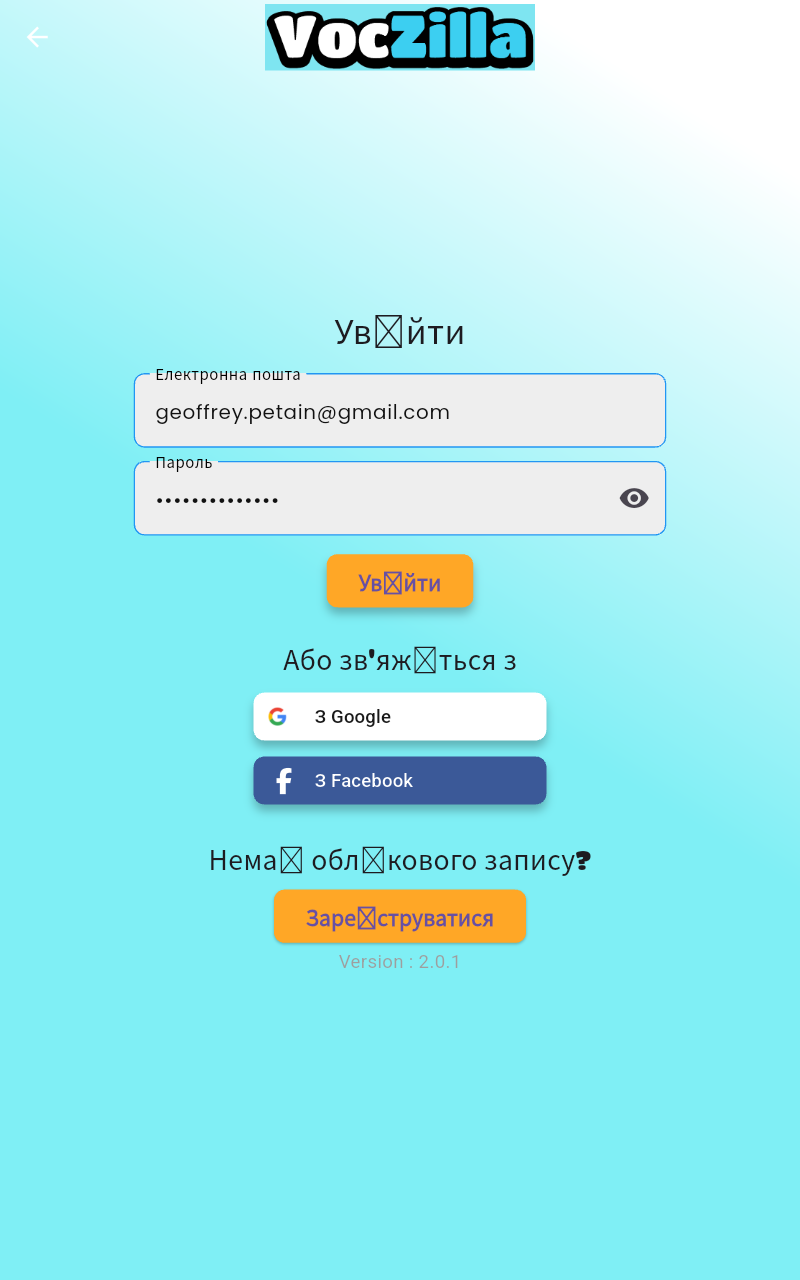 VocZilla
Ув☒йти
Електронна пошта
geoffrey.petain@gmail.com
Пароль
••••••••••••••
Ув☒йти
Або зв'яж☒ться з
З Google
З Facebook
Нема☒ обл☒кового запису?
Заре☒струватися
Version : 2.0.1